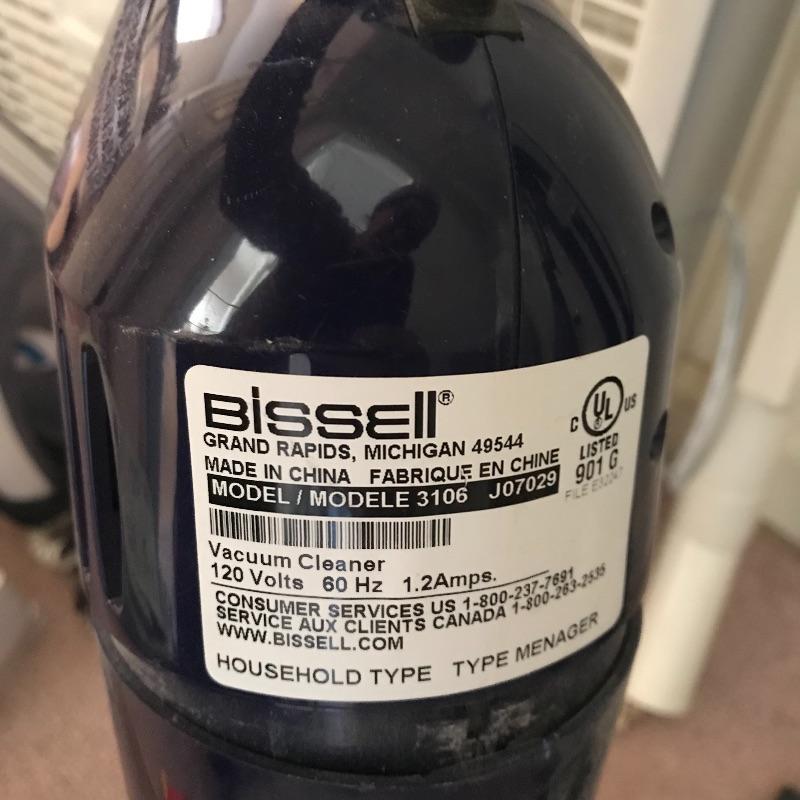 Bissell®
GRAND RAPIDS, MICHIGAN 49544
MADE IN CHINA FABRIQUE EN CHINE
MODEL / MODELE 3106 J07029
Vacuum Cleaner
120 Volts 60 Hz 1.2Amps.
CONSUMER SERVICES US 1-800-237-7691
SERVICE AUX CLIENTS CANADA 1-800-263-2535
WWW.BISSELL.COM
HOUSEHOLD TYPE TYPE MENAGER
C UL US
LISTED
901 G
FILE